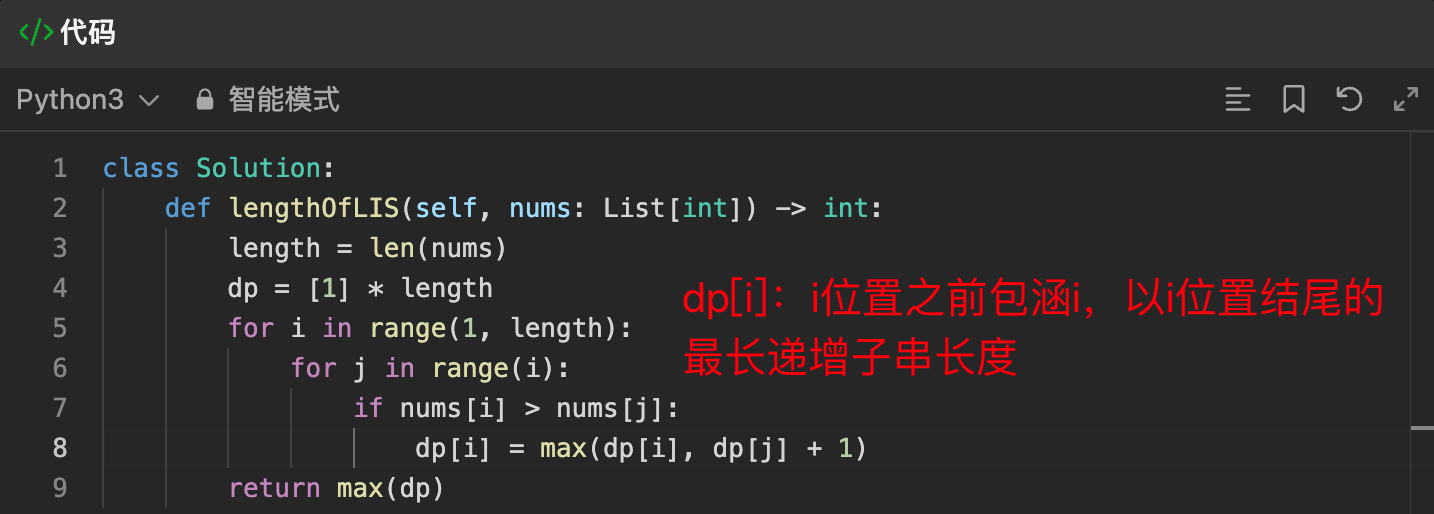 </> 代码
Python3 智能模式
1 class Solution:
2     def lengthOfLIS(self, nums: List[int]) -> int:
3         length = len(nums)
4         dp = [1] * length
5         for i in range(1, length):
6             for j in range(i):
7                 if nums[i] > nums[j]:
8                     dp[i] = max(dp[i], dp[j] + 1)
9         return max(dp)
dp[i]：i位置之前包涵i，以i位置结尾的
最长递增子串长度